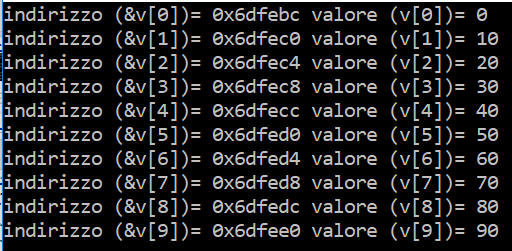 indirizzo (&v[0])= 0x6dfebc valore (v[0])= 0
indirizzo (&v[1])= 0x6dfec0 valore (v[1])= 10
indirizzo (&v[2])= 0x6dfec4 valore (v[2])= 20
indirizzo (&v[3])= 0x6dfec8 valore (v[3])= 30
indirizzo (&v[4])= 0x6dfecc valore (v[4])= 40
indirizzo (&v[5])= 0x6dfed0 valore (v[5])= 50
indirizzo (&v[6])= 0x6dfed4 valore (v[6])= 60
indirizzo (&v[7])= 0x6dfed8 valore (v[7])= 70
indirizzo (&v[8])= 0x6dfedc valore (v[8])= 80
indirizzo (&v[9])= 0x6dfee0 valore (v[9])= 90